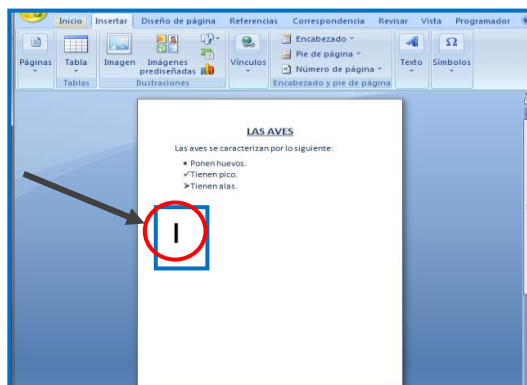 Inicio Insertar Diseño de página Referencias Correspondencia Revisar Vista Programador
Páginas Tabla Imagen Imágenes prediseñadas Vínculos Encabezado Pie de página Número de página Texto Símbolos
Tablas Ilustraciones Encabezado y pie de página
LAS AVES
Las aves se caracterizan por lo siguiente:
• Ponen huevos.
✓Tienen pico.
➢Tienen alas.